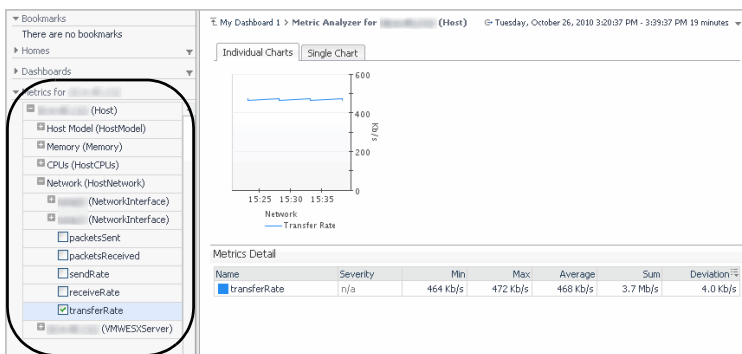 Bookmarks
There are no bookmarks
Homes
Dashboards
Metrics for
(Host)
Host Model (HostModel)
Memory (Memory)
CPUs (HostCPUs)
Network (HostNetwork)
(NetworkInterface)
(NetworkInterface)
packetsSent
packetsReceived
sendRate
receiveRate
transferRate
(VMWESXServer)
My Dashboard 1 > Metric Analyzer for (Host) Tuesday, October 26, 2010 3:20:37 PM - 3:39:37 PM 19 minutes
Individual Charts Single Chart
600
400
200
0
Kb/s
15:25 15:30 15:35
Network
Transfer Rate
Metrics Detail
Name Severity Min Max Average Sum Deviation
transferRate n/a 464 Kb/s 472 Kb/s 468 Kb/s 3.7 Mb/s 4.0 Kb/s